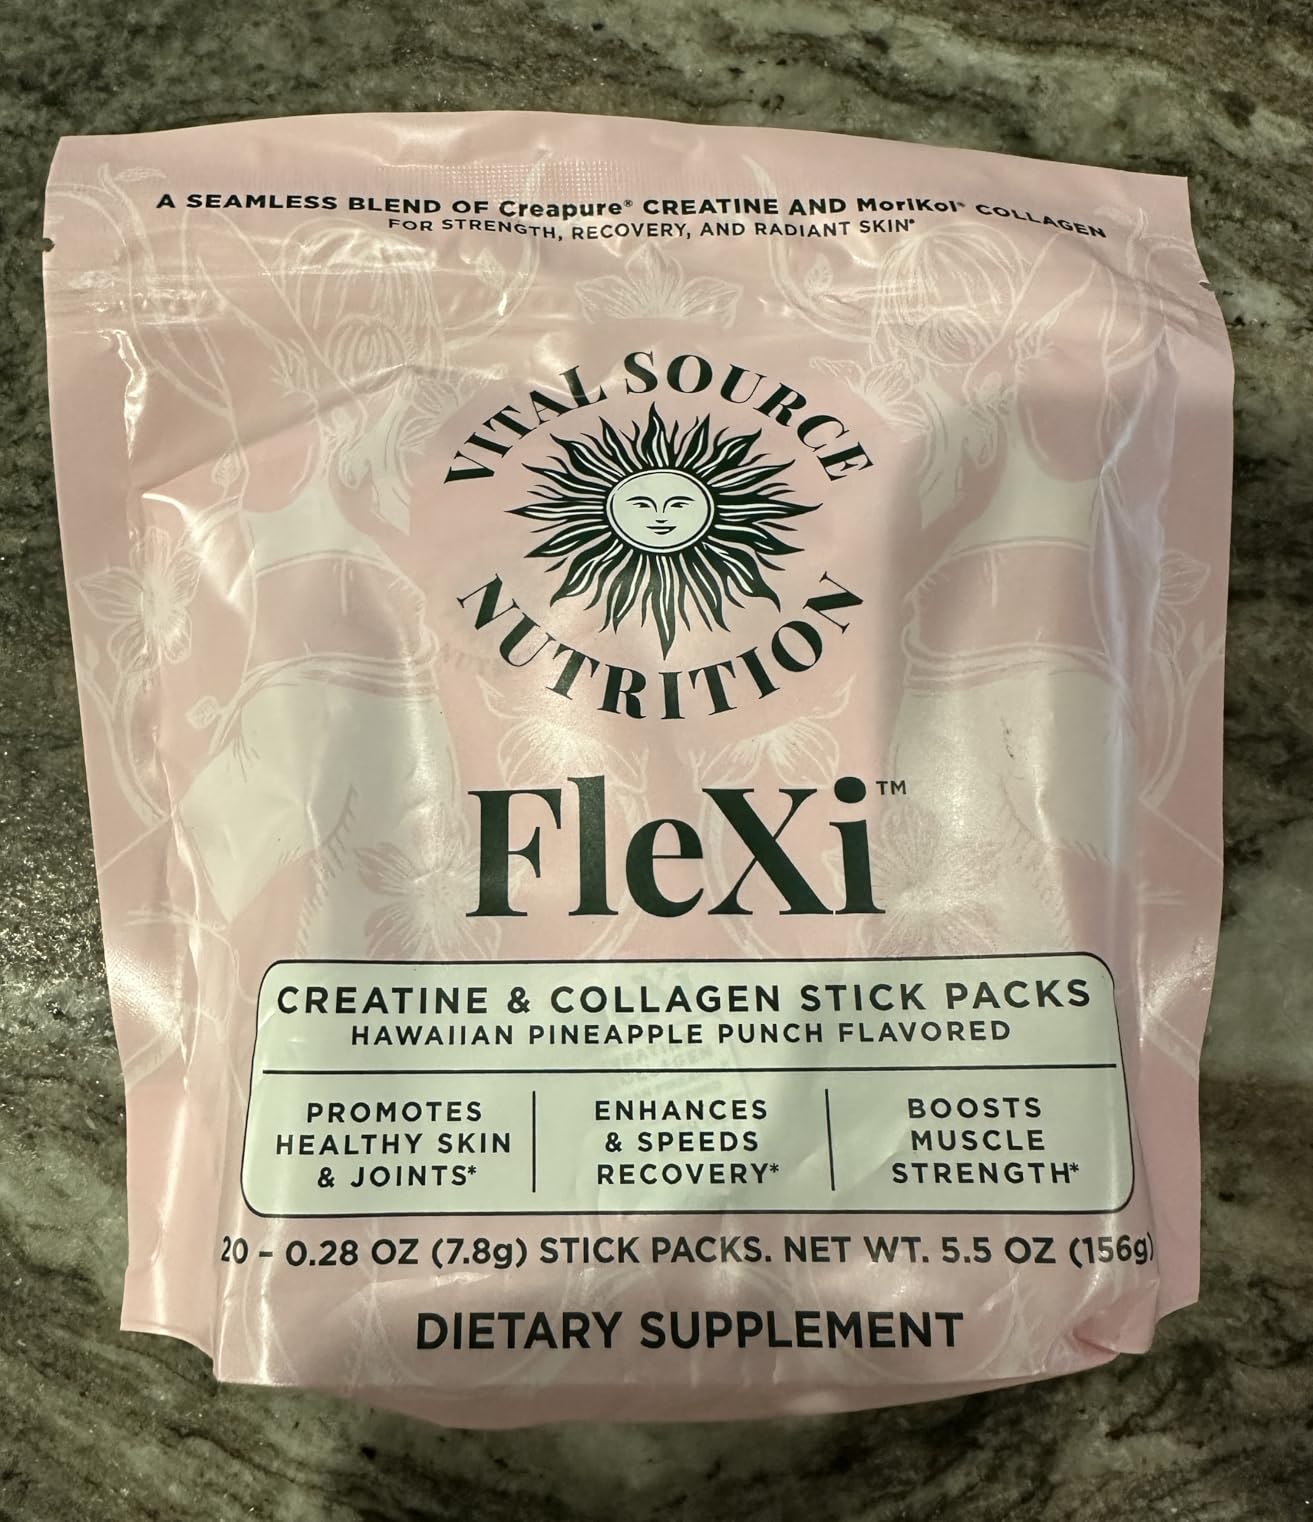 A SEAMLESS BLEND OF Creapure® CREATINE AND MoriKol® COLLAGEN
FOR STRENGTH, RECOVERY, AND RADIANT SKIN*
VITAL SOURCE
NUTRITION
FleXi™
CREATINE & COLLAGEN STICK PACKS
HAWAIIAN PINEAPPLE PUNCH FLAVORED
PROMOTES
HEALTHY SKIN
& JOINTS*
ENHANCES
& SPEEDS
RECOVERY*
BOOSTS
MUSCLE
STRENGTH*
20 – 0.28 OZ (7.8g) STICK PACKS. NET WT. 5.5 OZ (156g)
DIETARY SUPPLEMENT